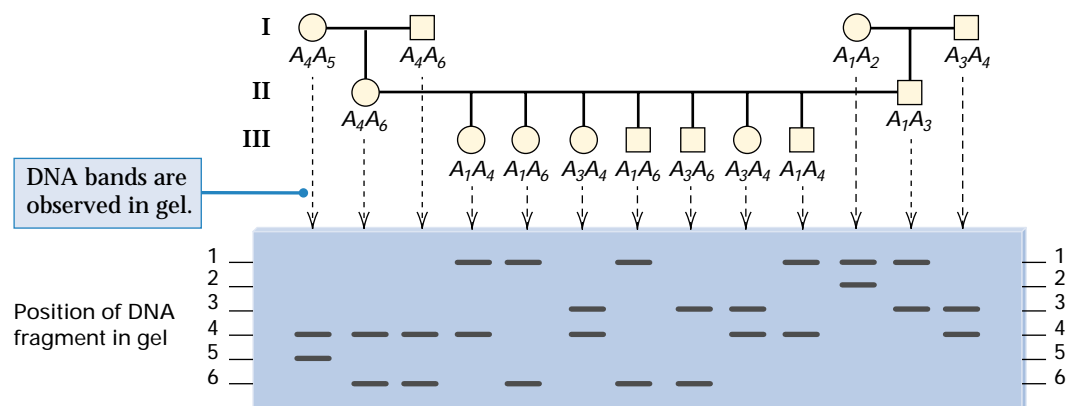 I
A₄A₅ A₄A₆ A₁A₂ A₃A₄
II
A₄A₆ A₁A₃
III
A₁A₄ A₁A₆ A₃A₄ A₁A₆ A₃A₆ A₃A₄ A₁A₄
DNA bands are
observed in gel.
1 1
2 2
3 3
Position of DNA
fragment in gel
4 4
5 5
6 6